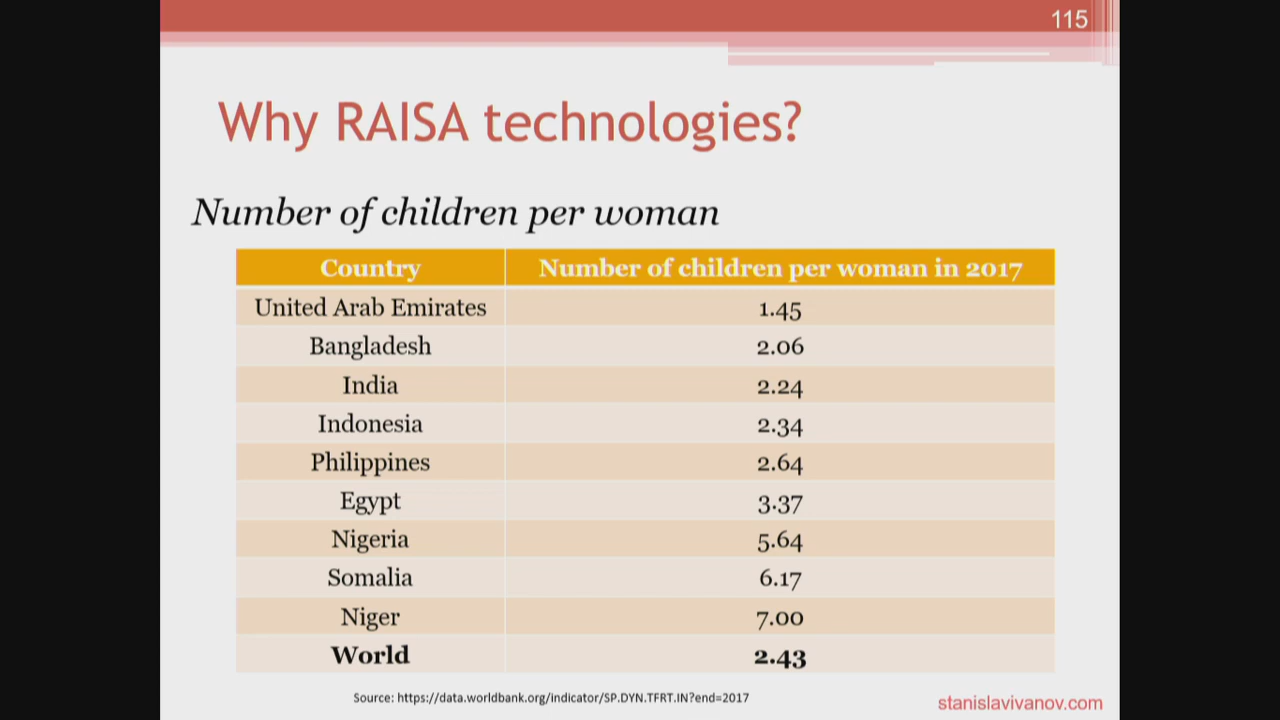 115
Why RAISA technologies?
Number of children per woman
Country Number of children per woman in 2017
United Arab Emirates 1.45
Bangladesh 2.06
India 2.24
Indonesia 2.34
Philippines 2.64
Egypt 3.37
Nigeria 5.64
Somalia 6.17
Niger 7.00
World 2.43
Source: https://data.worldbank.org/indicator/SP.DYN.TFRT.IN?end=2017
stanislavivanov.com